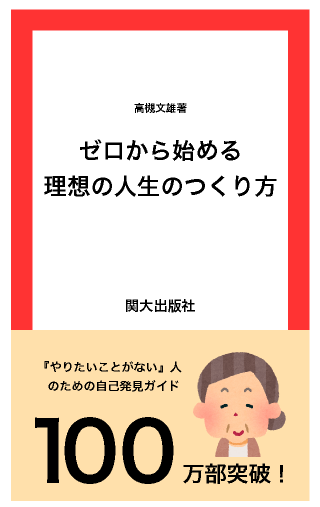 高槻文雄著
ゼロから始める
理想の人生のつくり方
関大出版社
『やりたいことがない』人
のための自己発見ガイド
100
万部突破！